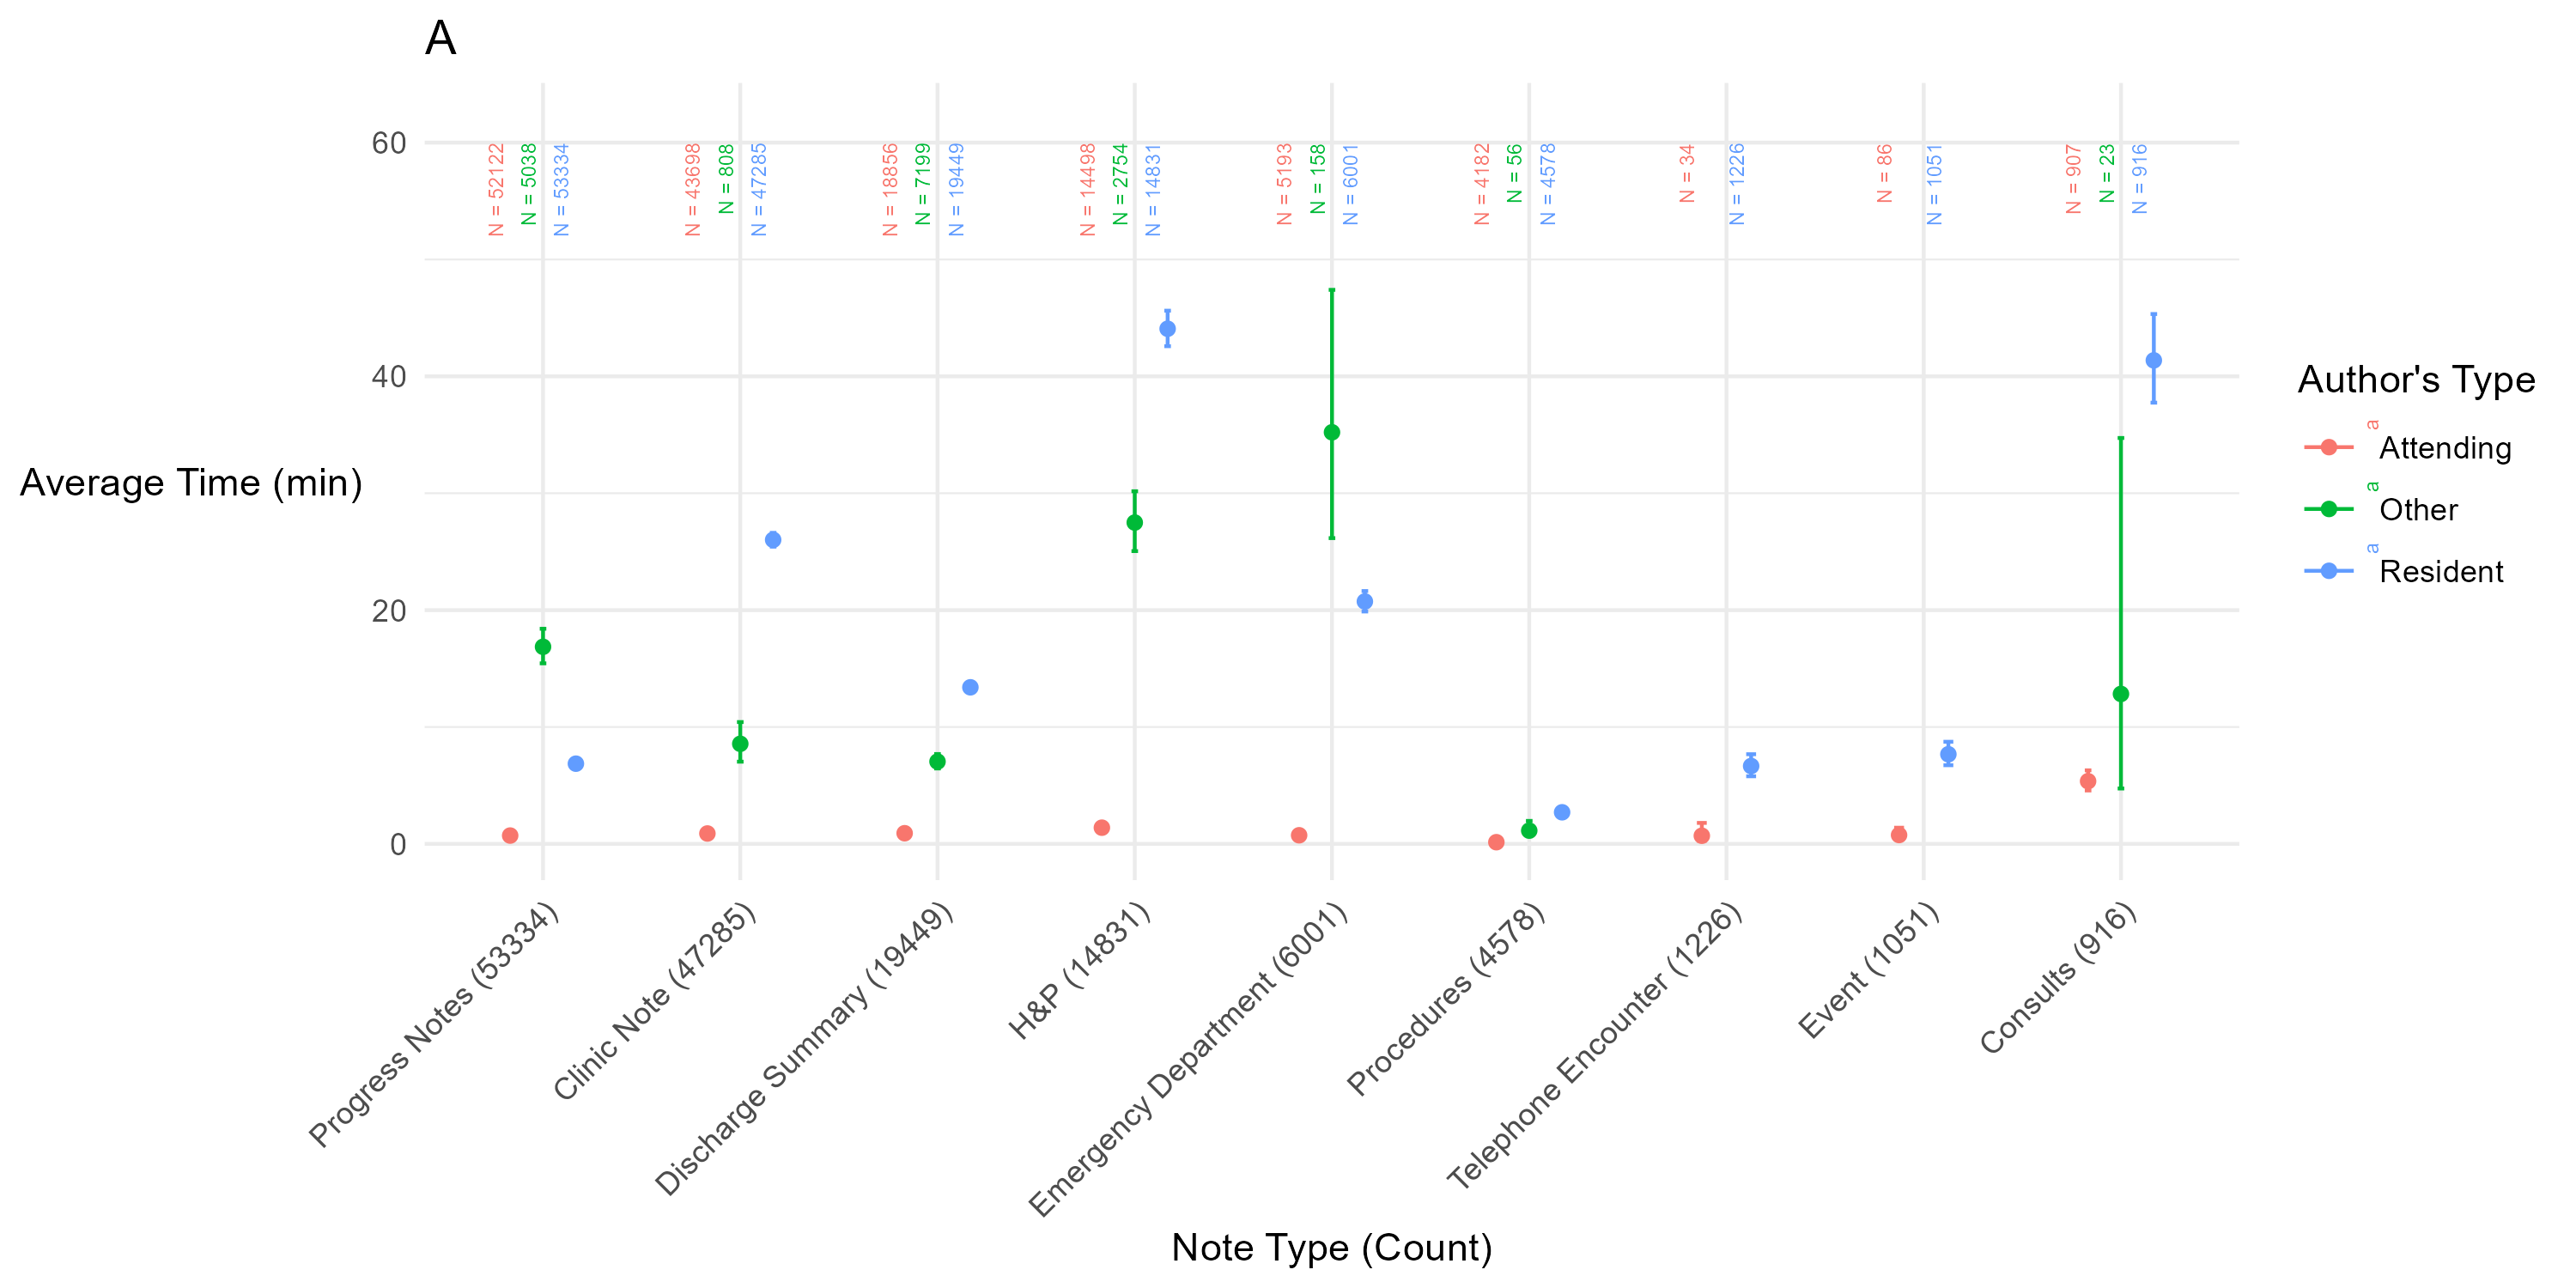 A
60
40
20
0
Average Time (min)
N = 52122
N = 5038
N = 53334
N = 43698
N = 808
N = 47285
N = 18856
N = 7199
N = 19449
N = 14498
N = 2754
N = 14831
N = 5193
N = 158
N = 6001
N = 4182
N = 56
N = 4578
N = 34
N = 1226
N = 86
N = 1051
N = 907
N = 23
N = 916
Progress Notes (53334)
Clinic Note (47285)
Discharge Summary (19449)
H&P (14831)
Emergency Department (6001)
Procedures (4578)
Telephone Encounter (1226)
Event (1051)
Consults (916)
Note Type (Count)
Author's Type
a
Attending
a
Other
a
Resident